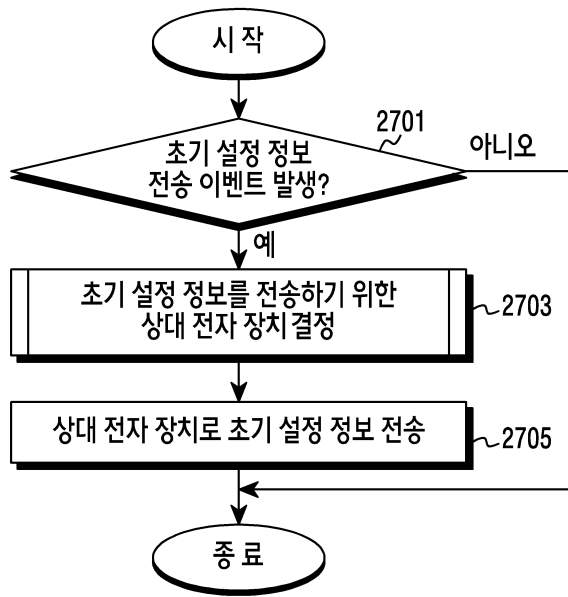 시 작
2701
초기 설정 정보
전송 이벤트 발생?
아니오
예
초기 설정 정보를 전송하기 위한
상대 전자 장치 결정
2703
상대 전자 장치로 초기 설정 정보 전송
2705
종 료